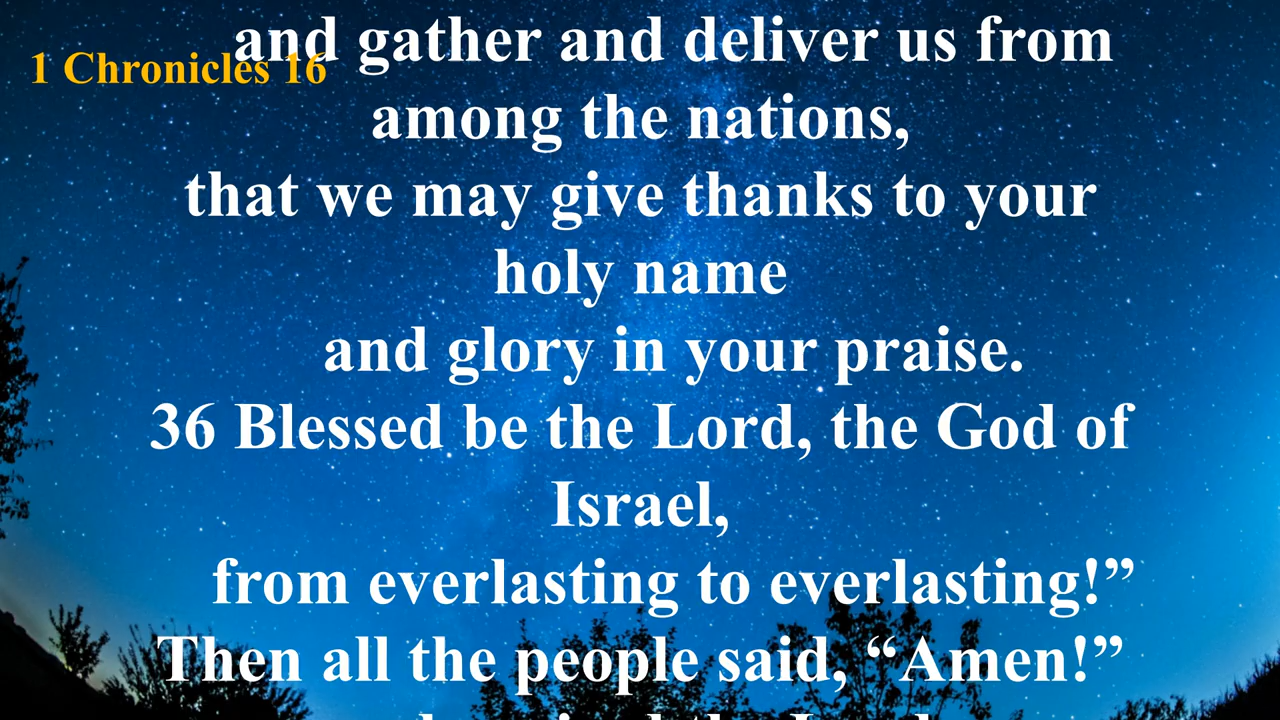 1 Chronicles 16
and gather and deliver us from
among the nations,
that we may give thanks to your
holy name
and glory in your praise.
36 Blessed be the Lord, the God of
Israel,
from everlasting to everlasting!”
Then all the people said, “Amen!”